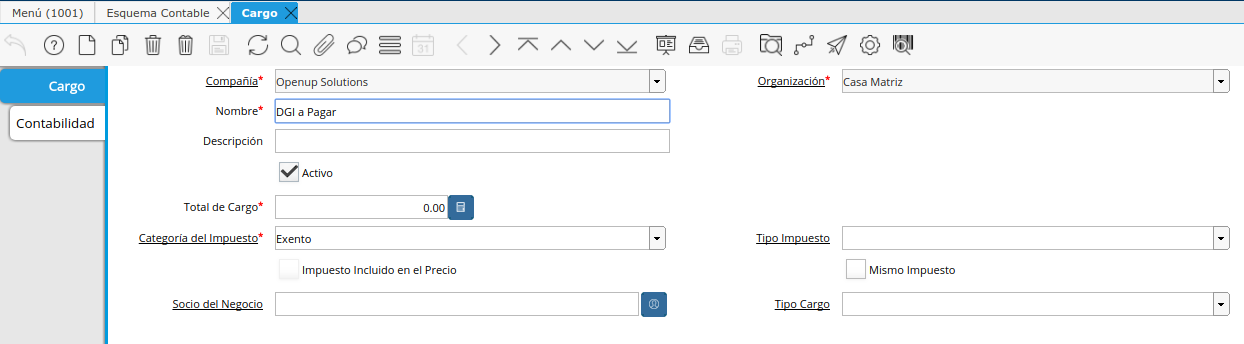 Menú (1001) Esquema Contable Cargo
31
Cargo
Contabilidad
Compañía* Openup Solutions Organización* Casa Matriz
Nombre* DGI a Pagar
Descripción
Activo
Total de Cargo* 0.00
Categoría del Impuesto* Exento Tipo Impuesto
Impuesto Incluido en el Precio Mismo Impuesto
Socio del Negocio Tipo Cargo